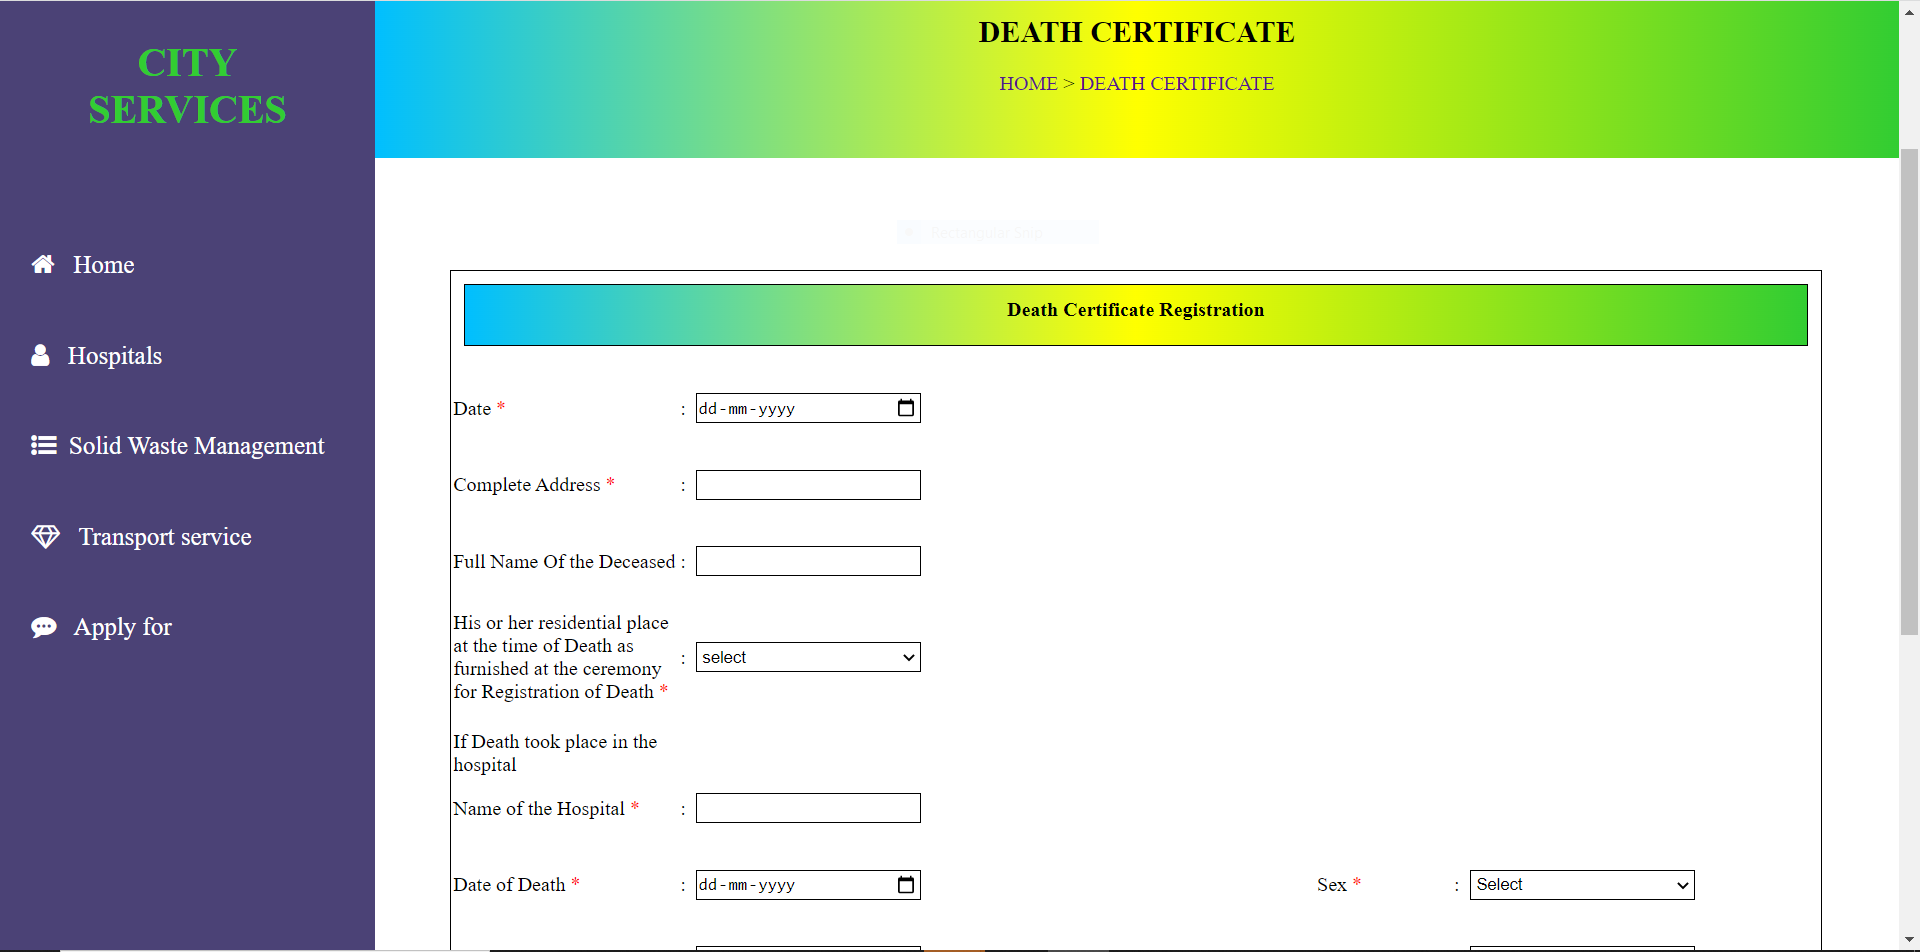 CITY
SERVICES
Home
Hospitals
Solid Waste Management
Transport service
Apply for
DEATH CERTIFICATE
HOME > DEATH CERTIFICATE
Rectangular Snip
Death Certificate Registration
Date * : dd-mm-yyyy
Complete Address * :
Full Name Of the Deceased :
His or her residential place
at the time of Death as
furnished at the ceremony
for Registration of Death * : select
If Death took place in the
hospital
Name of the Hospital * :
Date of Death * : dd-mm-yyyy Sex * : Select